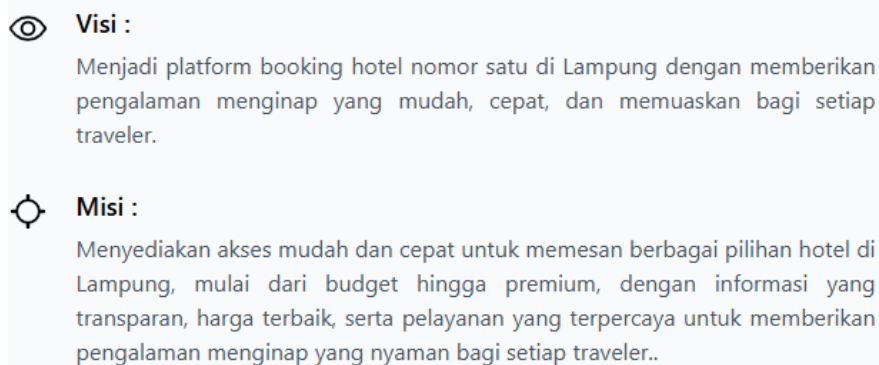 Visi :
Menjadi platform booking hotel nomor satu di Lampung dengan memberikan
pengalaman menginap yang mudah, cepat, dan memuaskan bagi setiap
traveler.
Misi :
Menyediakan akses mudah dan cepat untuk memesan berbagai pilihan hotel di
Lampung, mulai dari budget hingga premium, dengan informasi yang
transparan, harga terbaik, serta pelayanan yang terpercaya untuk memberikan
pengalaman menginap yang nyaman bagi setiap traveler..